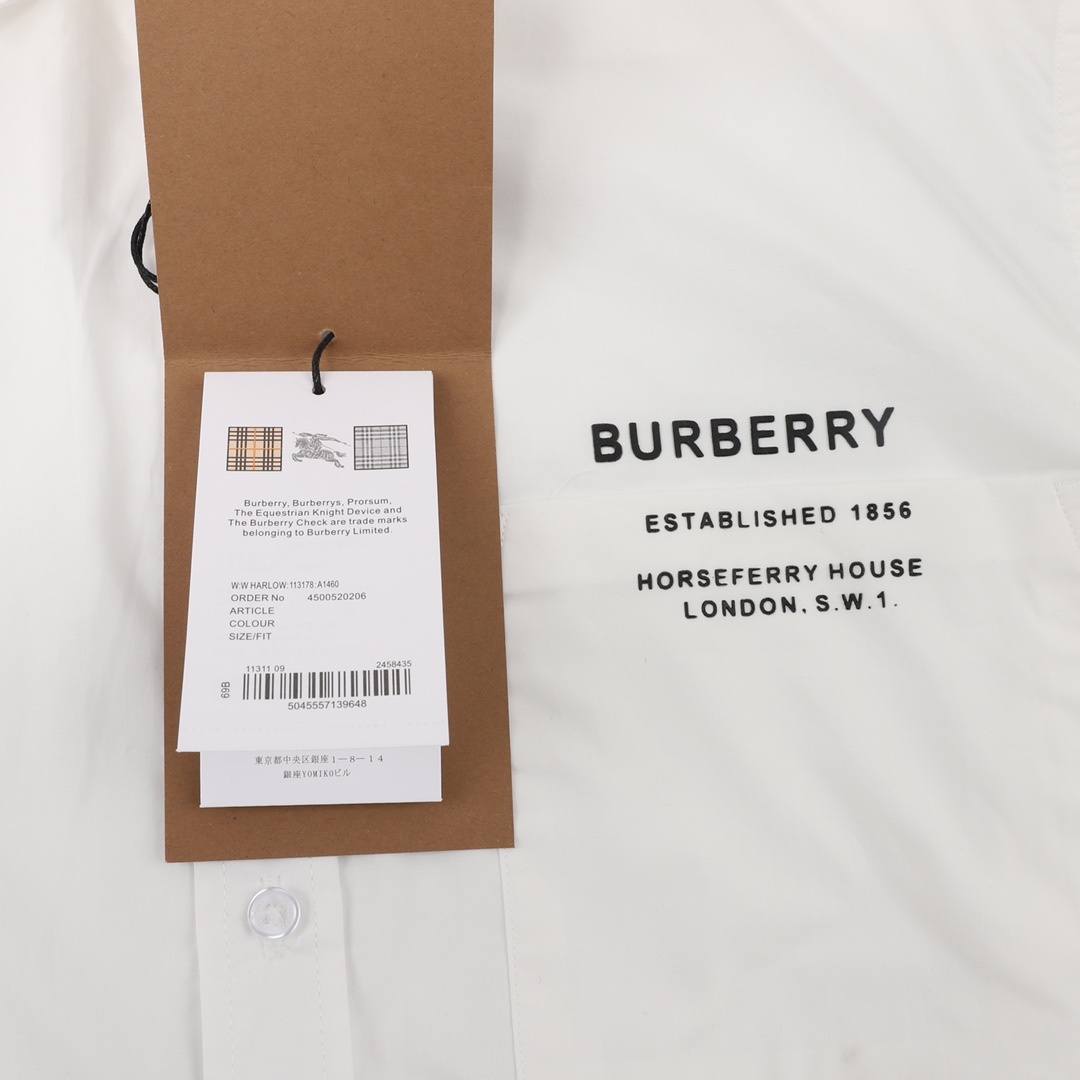 Burberry, Burberrys, Prorsum,
The Equestrian Knight Device and
The Burberry Check are trade marks
belonging to Burberry Limited.
W:W HARLOW: 113178: A1460
ORDER No 4500520206
ARTICLE
COLOUR
SIZE/FIT
11311 09 2458435
69B
5045557139648
東京都中央区銀座1－8－14
銀座YOMIKOビル
BURBERRY
ESTABLISHED 1856
HORSEFERRY HOUSE
LONDON, S.W.1.